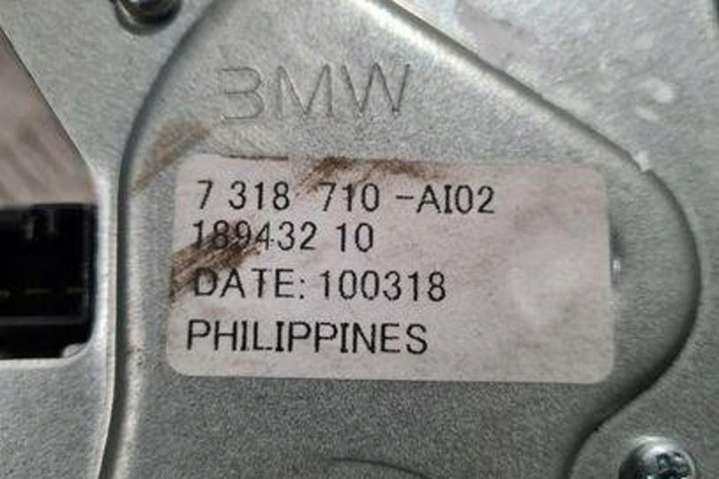 BMW
7 318 710 -AI02
189432 10
DATE: 100318
PHILIPPINES